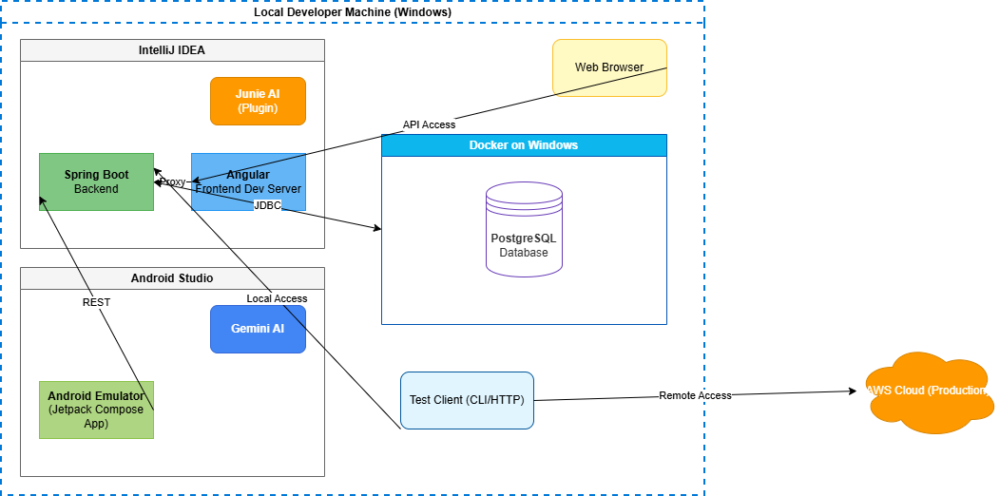 Local Developer Machine (Windows)
IntelliJ IDEA
Web Browser
Junie AI
(Plugin)
API Access
Docker on Windows
Spring Boot
Backend
Proxy
Angular
Frontend Dev Server
JDBC
PostgreSQL
Database
Android Studio
Local Access
REST
Gemini AI
Android Emulator
(Jetpack Compose
App)
Test Client (CLI/HTTP)
Remote Access
AWS Cloud (Production)